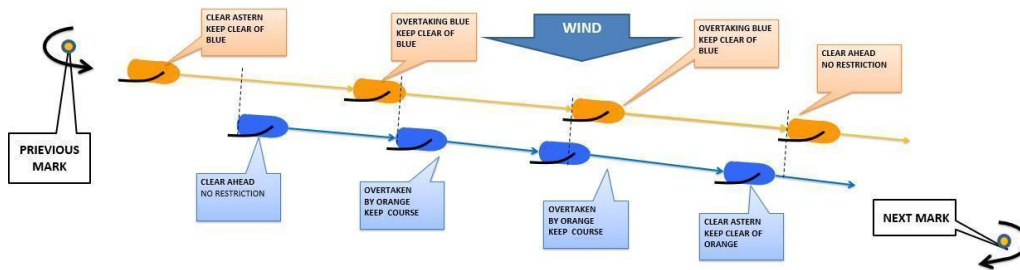 CLEAR ASTERN
KEEP CLEAR OF
BLUE
OVERTAKING BLUE
KEEP CLEAR OF
BLUE
WIND
OVERTAKING BLUE
KEEP CLEAR OF
BLUE
CLEAR AHEAD
NO RESTRICTION
PRIEVIOUS
MARK
CLEAR AHEAD
NO RESTRICTION
OVERTAKEN
BY ORANGE
KEEP COURSE
OVERTAKEN
BY ORANGE
KEEP COURSE
CLEAR ASTERN
KEEP CLEAR OF
ORANGE
NEXT MARK